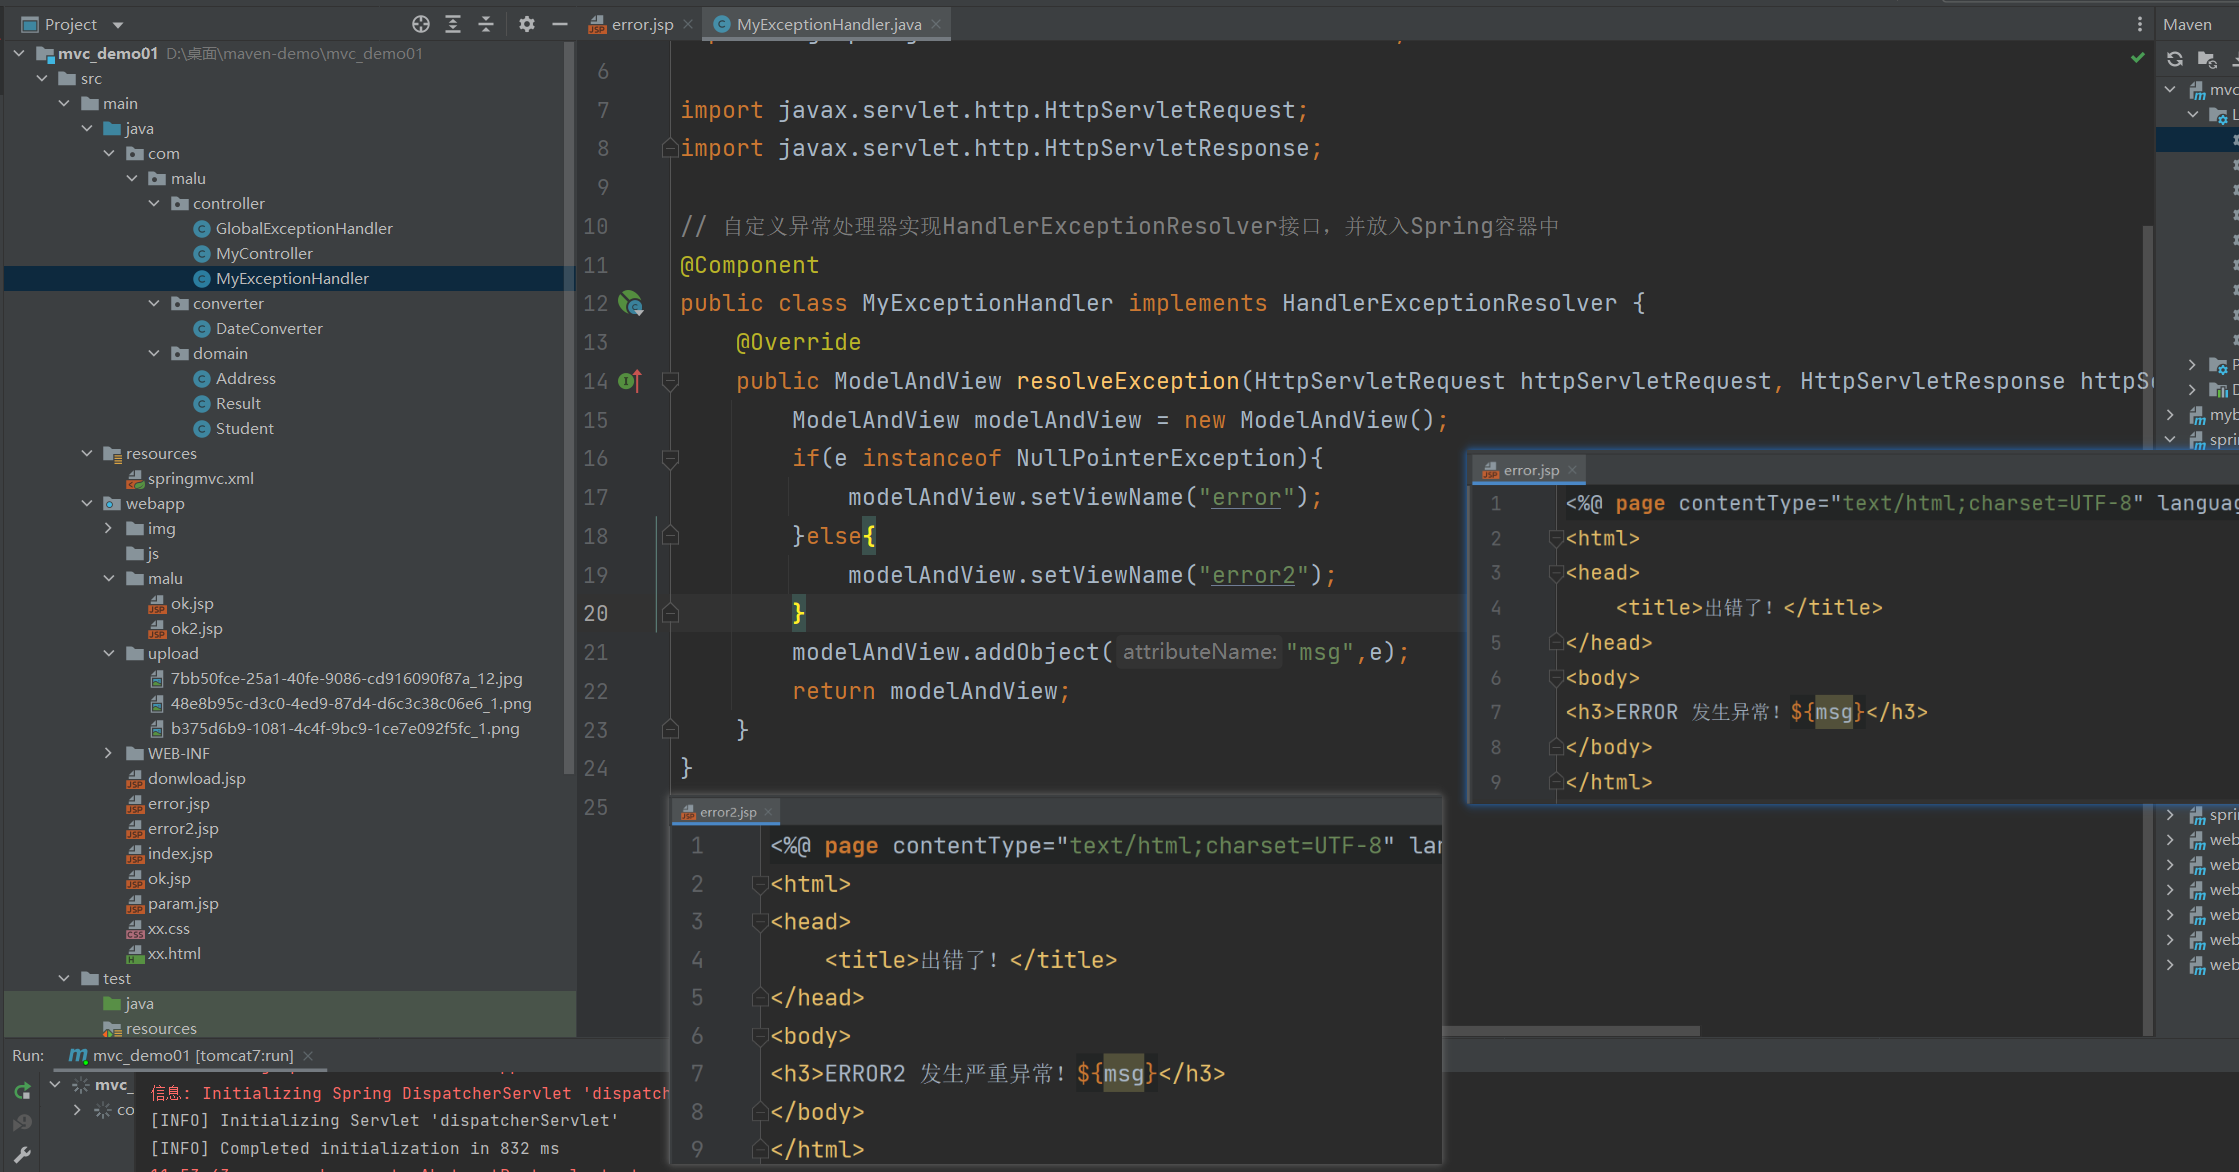 Project
mvc_demo01 D:\桌面\maven-demo\mvc_demo01
src
main
java
com
malu
controller
GlobalExceptionHandler
MyController
MyExceptionHandler
converter
DateConverter
domain
Address
Result
Student
resources
springmvc.xml
webapp
img
js
malu
ok.jsp
ok2.jsp
upload
7bb50fce-25a1-40fe-9086-cd916090f87a_12.jpg
48e8b95c-d3c0-4ed9-87d4-d6c3c38c06e6_1.png
b375d6b9-1081-4c4f-9bc9-1ce7e092f5fc_1.png
WEB-INF
donwload.jsp
error.jsp
error2.jsp
index.jsp
ok.jsp
param.jsp
xx.css
xx.html
test
java
resources
error.jsp MyExceptionHandler.java
6
7 import javax.servlet.http.HttpServletRequest;
8 import javax.servlet.http.HttpServletResponse;
9
10 // 自定义异常处理器实现HandlerExceptionResolver接口，并放入Spring容器中
11 @Component
12 public class MyExceptionHandler implements HandlerExceptionResolver {
13 @Override
14 public ModelAndView resolveException(HttpServletRequest httpServletRequest, HttpServletResponse httpS
15 ModelAndView modelAndView = new ModelAndView();
16 if(e instanceof NullPointerException){
17 modelAndView.setViewName("error");
18 }else{
19 modelAndView.setViewName("error2");
20 }
21 modelAndView.addObject( attributeName: "msg",e);
22 return modelAndView;
23 }
24 }
25
error.jsp
1 <%@ page contentType="text/html;charset=UTF-8" languag
2 <html>
3 <head>
4 <title>出错了！</title>
5 </head>
6 <body>
7 <h3>ERROR 发生异常！${msg}</h3>
8 </body>
9 </html>
error2.jsp
1 <%@ page contentType="text/html;charset=UTF-8" lan
2 <html>
3 <head>
4 <title>出错了！</title>
5 </head>
6 <body>
7 <h3>ERROR2 发生严重异常！${msg}</h3>
8 </body>
9 </html>
Maven
mvc
L
P
D
myb
spri
spri
web
web
web
web
web
web
Run: mvc_demo01 [tomcat7:run]
mvc_
co
信息: Initializing Spring DispatcherServlet 'dispatch
[INFO] Initializing Servlet 'dispatcherServlet'
[INFO] Completed initialization in 832 ms